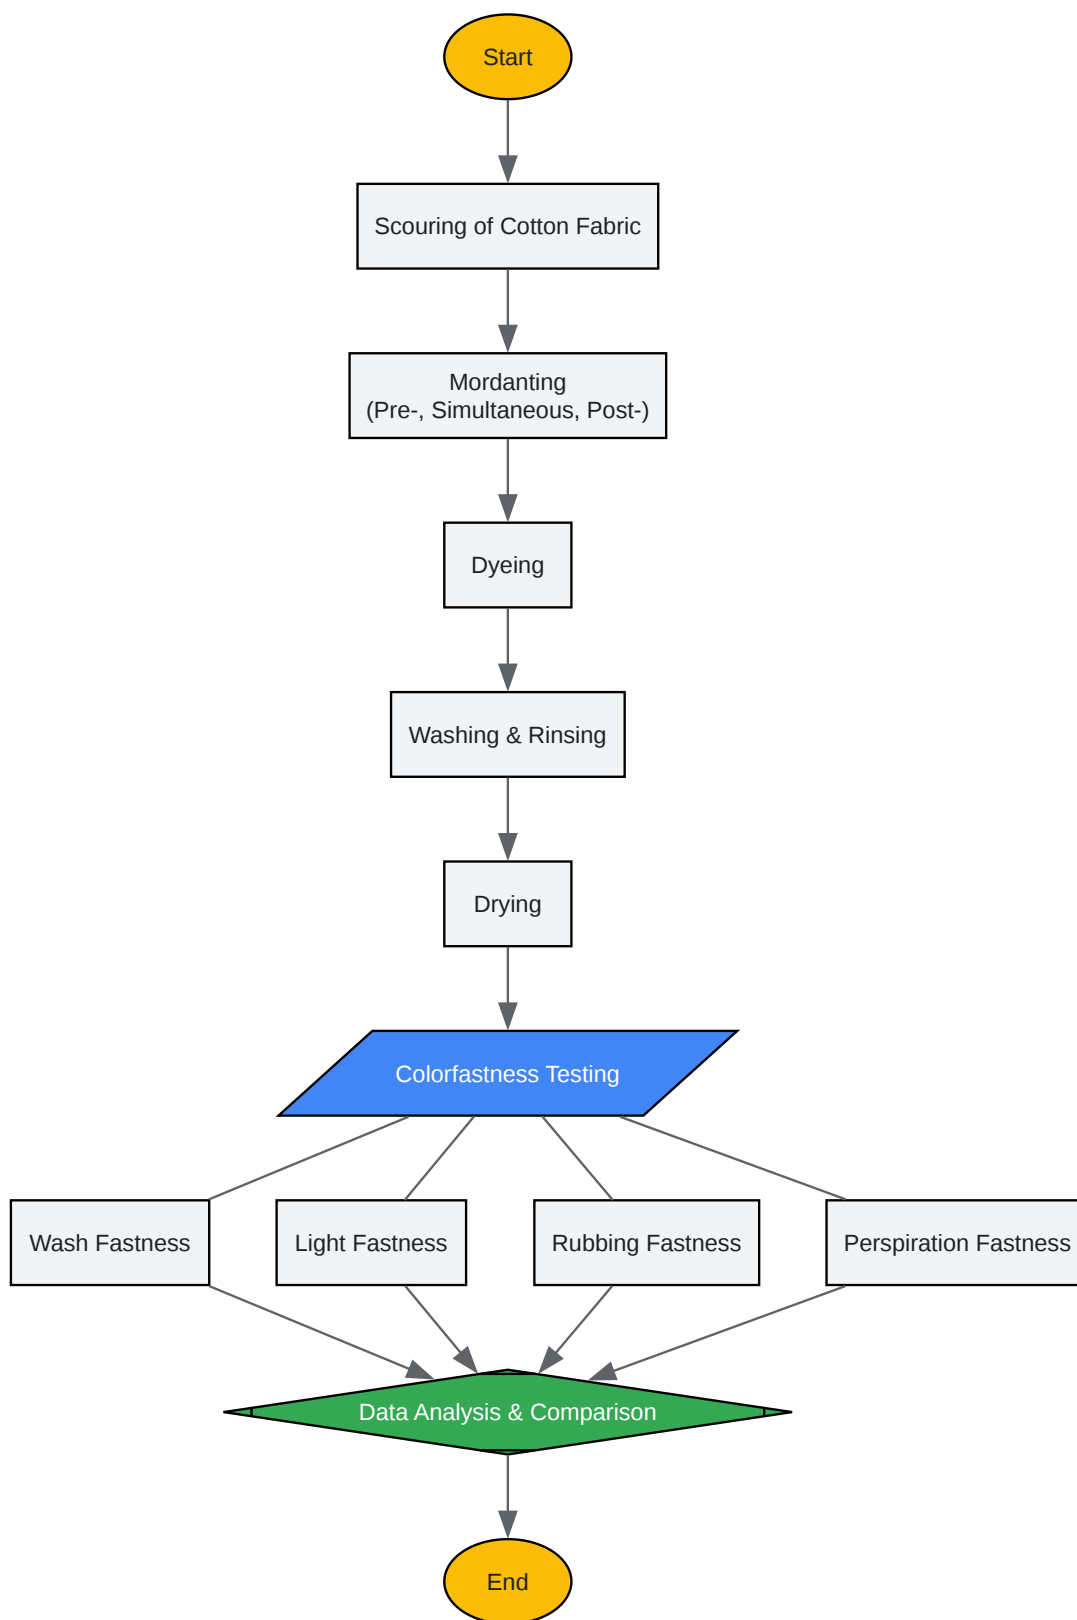 Start
Scouring of Cotton Fabric
Mordanting
(Pre-, Simultaneous, Post-)
Dyeing
Washing & Rinsing
Drying
Colorfastness Testing
Wash Fastness
Light Fastness
Rubbing Fastness
Perspiration Fastness
Data Analysis & Comparison
End